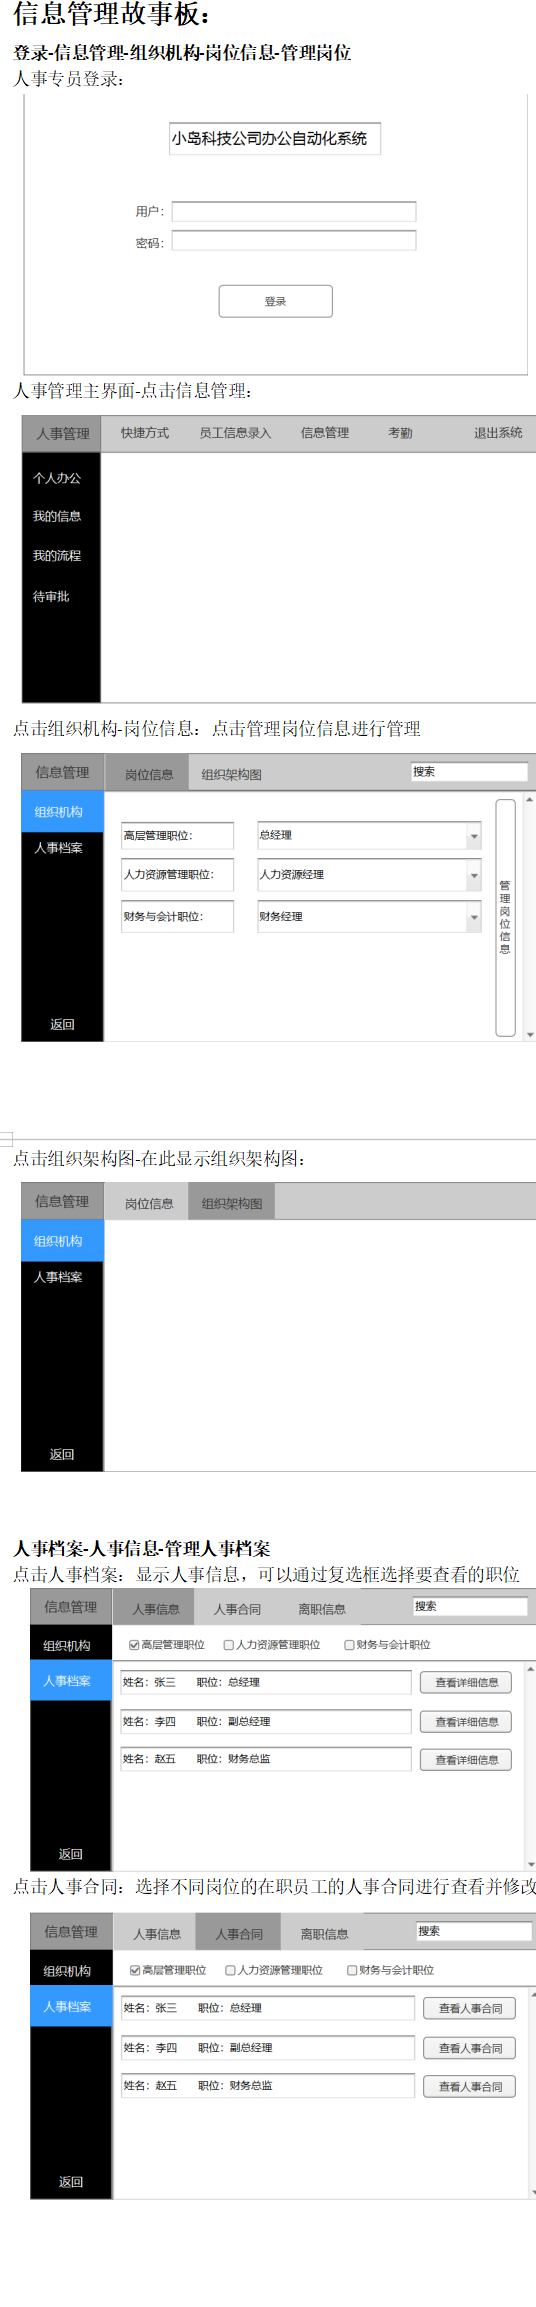 信息管理故事板：
登录-信息管理-组织机构-岗位信息-管理岗位
人事专员登录：
小岛科技公司办公自动化系统
用户：
密码：
登录
人事管理主界面-点击信息管理：
人事管理 快捷方式 员工信息录入 信息管理 考勤 退出系统
个人办公
我的信息
我的流程
待审批
点击组织机构-岗位信息：点击管理岗位信息进行管理
信息管理 岗位信息 组织架构图 搜索
组织机构
人事档案
高层管理职位： 总经理
人力资源管理职位： 人力资源经理
财务与会计职位： 财务经理
管理岗位信息
返回
点击组织架构图-在此显示组织架构图：
信息管理 岗位信息 组织架构图
组织机构
人事档案
返回
人事档案-人事信息-管理人事档案
点击人事档案：显示人事信息，可以通过复选框选择要查看的职位
信息管理 人事信息 人事合同 离职信息 搜索
组织机构 高层管理职位 人力资源管理职位 财务与会计职位
人事档案 姓名：张三 职位：总经理 查看详细信息
姓名：李四 职位：副总经理 查看详细信息
姓名：赵五 职位：财务总监 查看详细信息
返回
点击人事合同：选择不同岗位的在职员工的人事合同进行查看并修改
信息管理 人事信息 人事合同 离职信息 搜索
组织机构 高层管理职位 人力资源管理职位 财务与会计职位
人事档案 姓名：张三 职位：总经理 查看人事合同
姓名：李四 职位：副总经理 查看人事合同
姓名：赵五 职位：财务总监 查看人事合同
返回